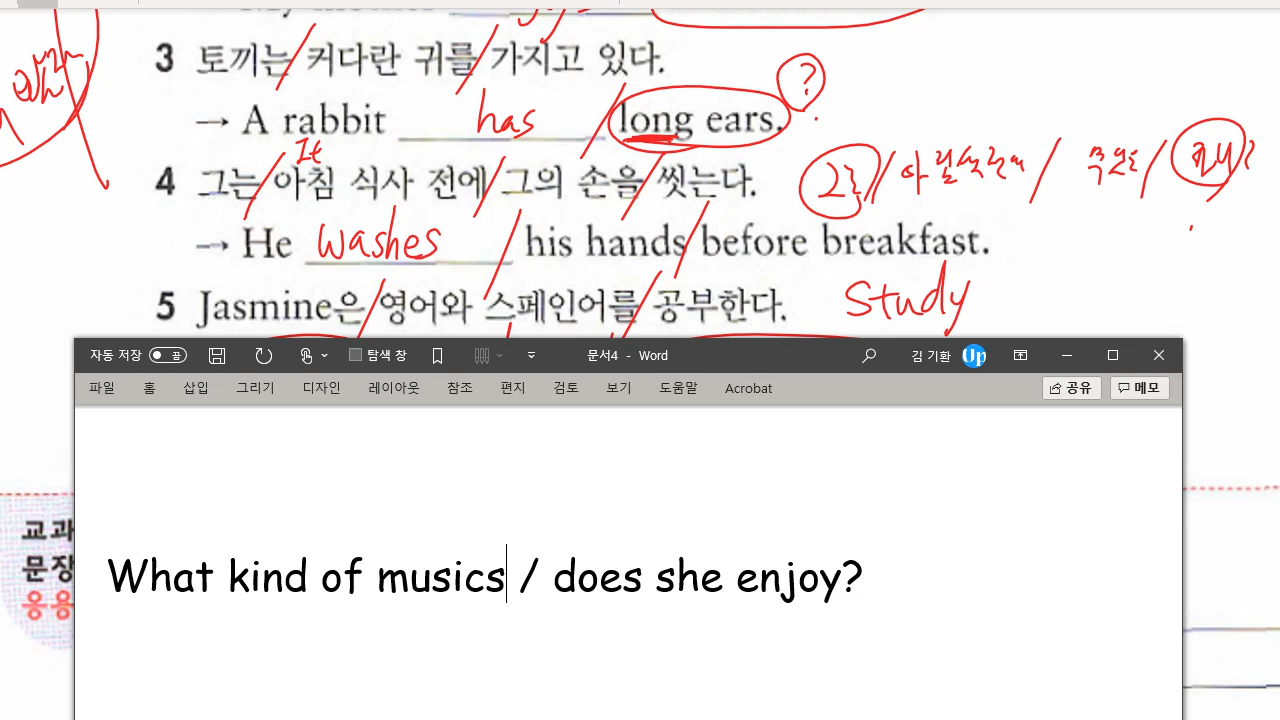 3 토끼는 / 커다란 귀를 / 가지고 있다.
→ A rabbit has / long ears. ?
It
4 그는 / 아침 식사 전에 / 그의 손을 / 씻는다.
→ He washes / his hands / before breakfast.
5 Jasmine은 / 영어와 / 스페인어를 / 공부한다. Study
자동 저장 끔 탐색 창 문서4 - Word 김 기환 Up
파일 홈 삽입 그리기 디자인 레이아웃 참조 편지 검토 보기 도움말 Acrobat 공유 메모
교과
문장
응용
What kind of musics / does she enjoy?